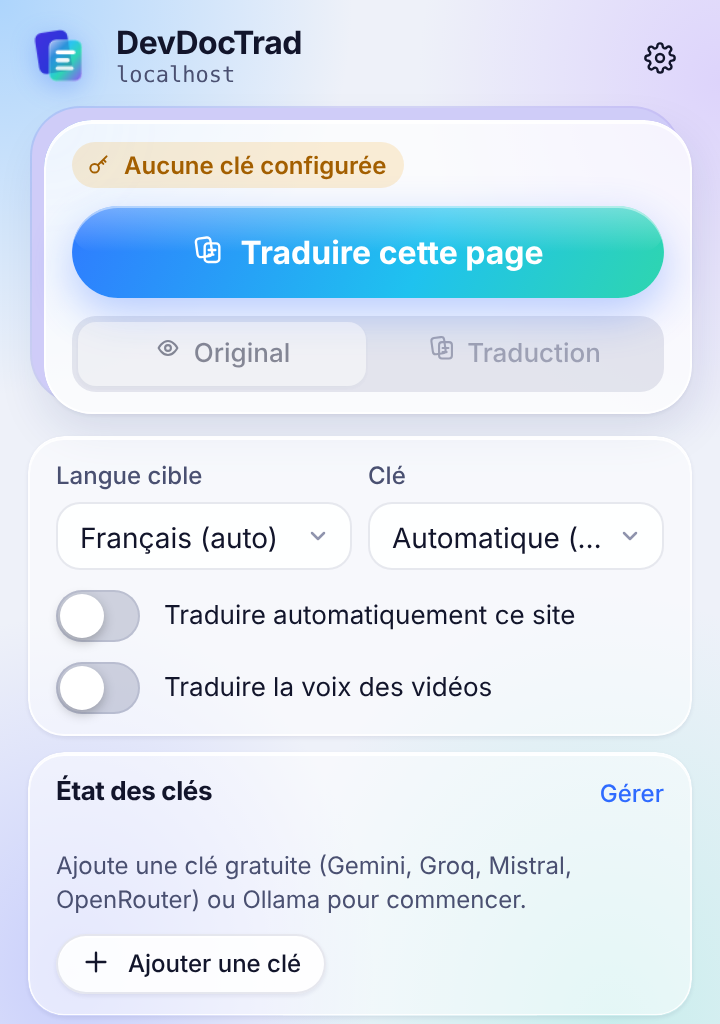 DevDocTrad
localhost
Aucune clé configurée
Traduire cette page
Original
Traduction
Langue cible
Clé
Français (auto)
Automatique (...
Traduire automatiquement ce site
Traduire la voix des vidéos
État des clés
Gérer
Ajoute une clé gratuite (Gemini, Groq, Mistral,
OpenRouter) ou Ollama pour commencer.
Ajouter une clé